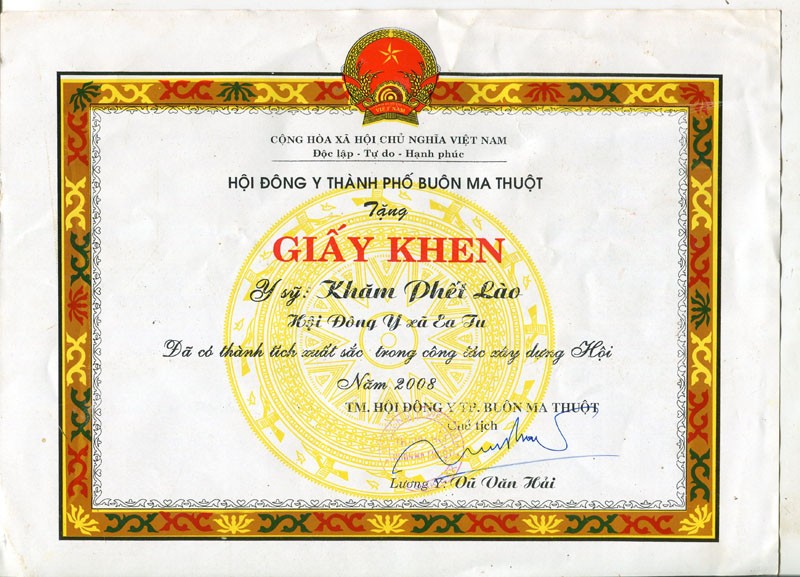 VIỆT NAM
CỘNG HÒA XÃ HỘI CHỦ NGHĨA VIỆT NAM
Độc lập - Tự do - Hạnh phúc
HỘI ĐÔNG Y THÀNH PHỐ BUÔN MA THUỘT
Tặng
GIẤY KHEN
Y sỹ: Khăm Phết Lào
Hội Đông Y xã Ea Tu
Đã có thành tích xuất sắc trong công tác xây dựng Hội
Năm 2008
TM. HỘI ĐÔNG Y TP. BUÔN MA THUỘT
Chủ tịch
Lương Y: Vũ Văn Hải